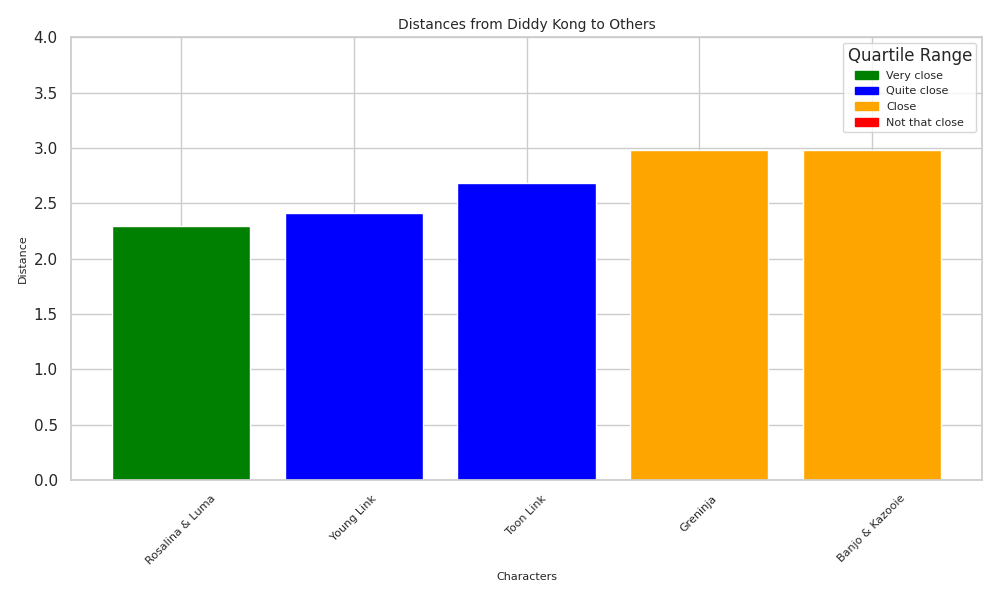 Distances from Diddy Kong to Others
4.0
3.5
3.0
2.5
2.0
1.5
1.0
0.5
0.0
Distance
Quartile Range
Very close
Quite close
Close
Not that close
Rosalina & Luma
Young Link
Toon Link
Greninja
Banjo & Kazooie
Characters